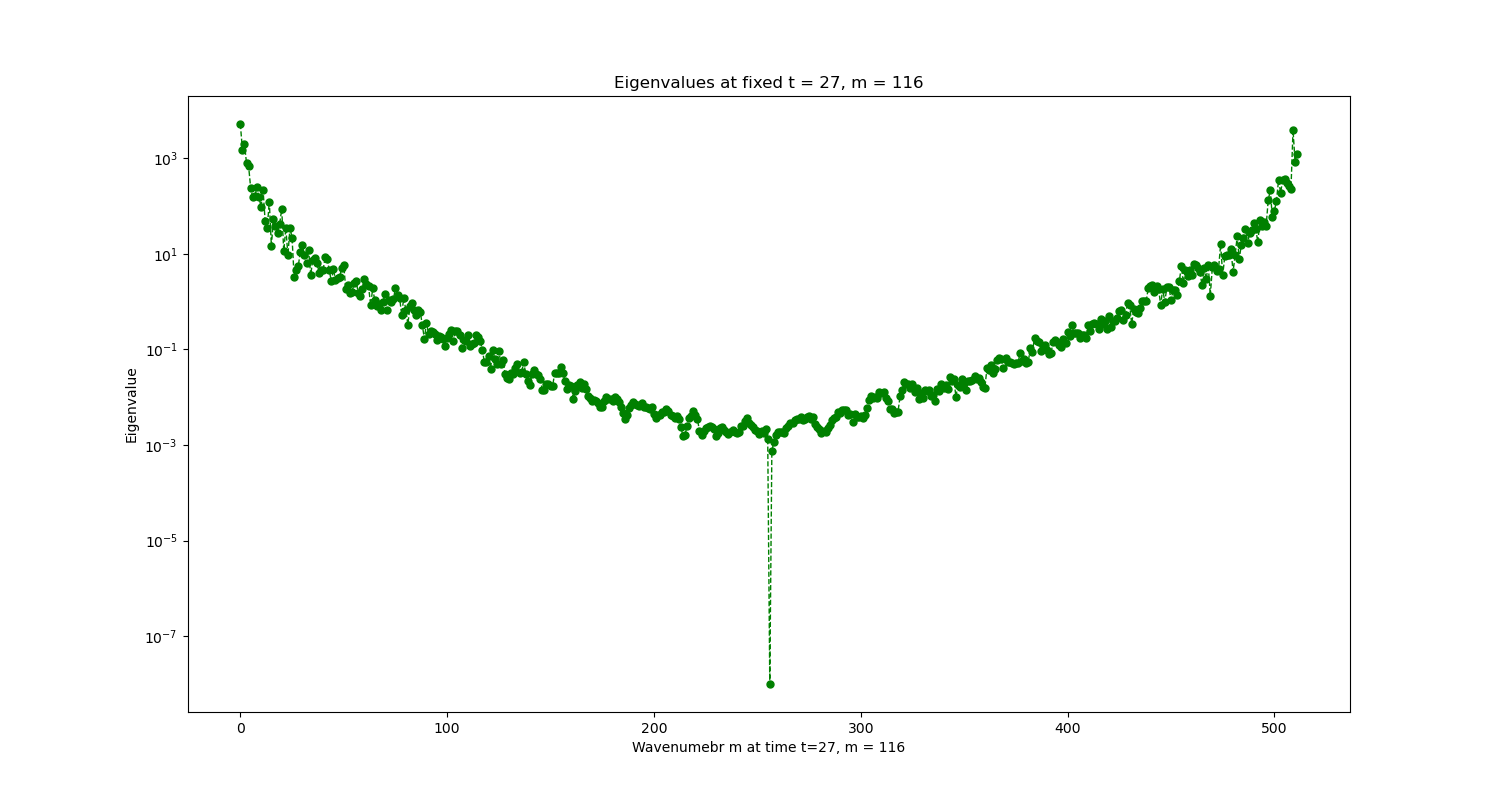 Eigenvalues at fixed t = 27, m = 116
Eigenvalue
10^3
10^1
10^-1
10^-3
10^-5
10^-7
0 100 200 300 400 500
Wavenumebr m at time t=27, m = 116